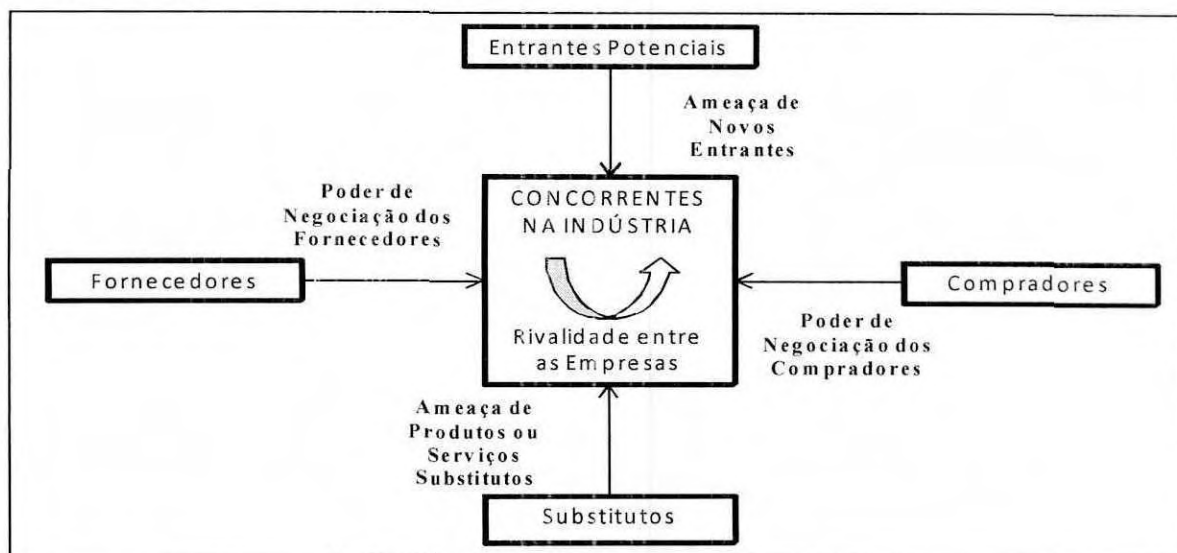 Entrantes Potenciais
Ameaça de
Novos
Entrantes
Poder de
Negociação dos
Fornecedores
Fornecedores
CONCORRENTES
NA INDÚSTRIA
Rivalidade entre
as Empresas
Compradores
Poder de
Negociação dos
Compradores
Ameaça de
Produtos ou
Serviços
Substitutos
Substitutos